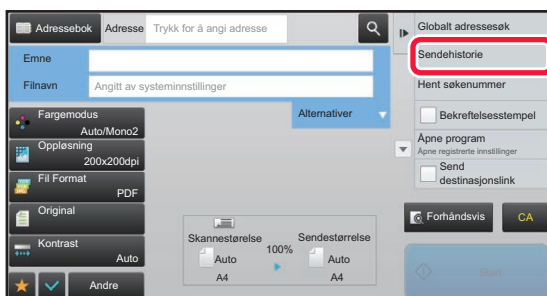 Adressebok
Adresse
Trykk for å angi adresse
Emne
Filnavn
Angitt av systeminnstillinger
Alternativer
Fargemodus
Auto/Mono2
Oppløsning
200x200dpi
Fil Format
PDF
Original
Kontrast
Auto
Andre
Skannestørelse
Auto
A4
100%
Sendestørrelse
Auto
A4
Globalt adressesøk
Sendehistorie
Hent søkenummer
Bekreftelsesstempel
Åpne program
Åpne registrerte innstillinger
Send
destinasjonslink
Forhåndsvis
CA
Start